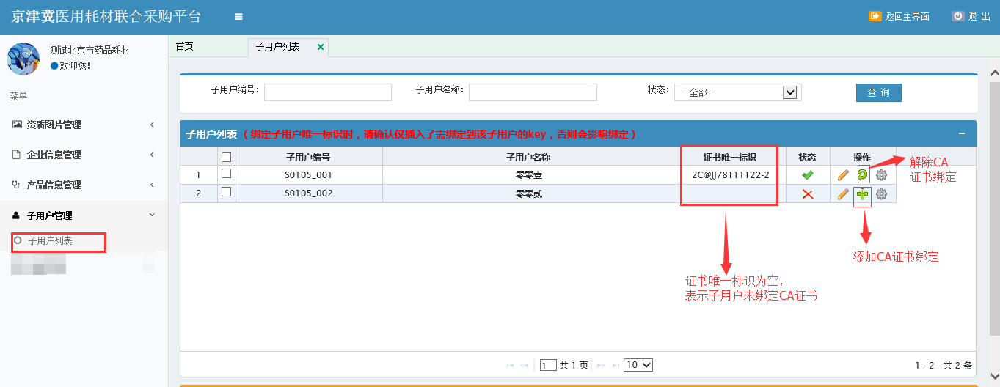 京津冀医用耗材联合采购平台
返回主界面
退 出
测试北京市药品耗材
欢迎您!
菜单
资质图片管理
企业信息管理
产品信息管理
子用户管理
子用户列表
首页
子用户列表
子用户编号:
子用户名称:
状态:
--全部--
查 询
子用户列表 (绑定子用户唯一标识时，请确认仅插入了需绑定到该子用户的key，否则会影响绑定)
子用户编号 子用户名称 证书唯一标识 状态 操作
1 S0105_001 零零壹 2C@JJ78111122-2
2 S0105_002 零零贰
解除CA
证书绑定
添加CA证书绑定
证书唯一标识为空，
表示子用户未绑定CA证书
1 共 1 页 10
1 - 2 共 2 条